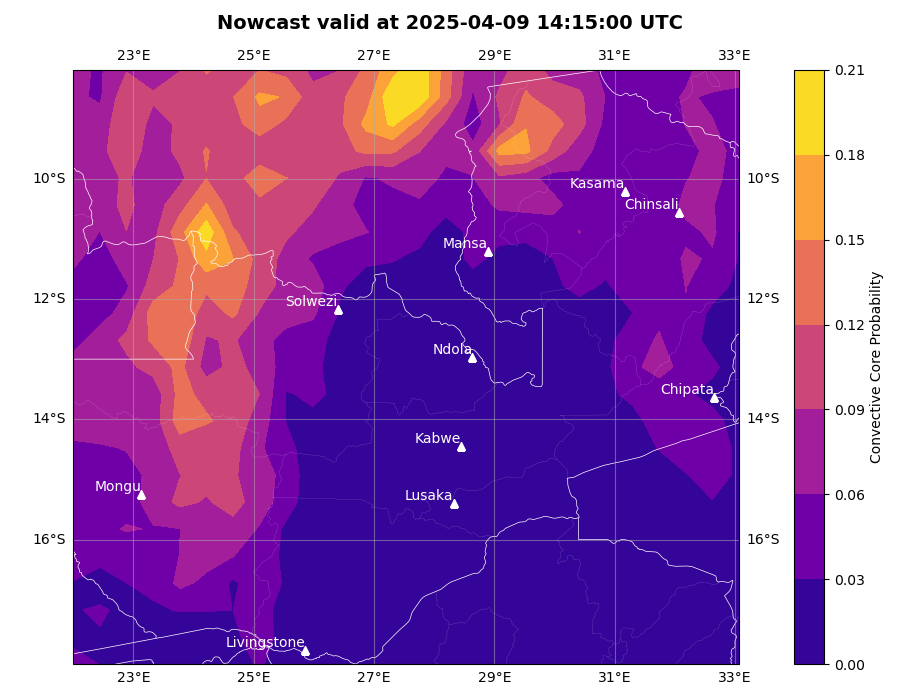 Nowcast valid at 2025-04-09 14:15:00 UTC
23°E 25°E 27°E 29°E 31°E 33°E
0.21
0.18
10°S Kasama 10°S
Chinsali
0.15
Mansa
12°S Solwezi 12°S
0.12
Ndola
Chipata
0.09
14°S 14°S
Kabwe
Mongu Lusaka
0.06
16°S 16°S
0.03
Livingstone
0.00
23°E 25°E 27°E 29°E 31°E 33°E
Convective Core Probability